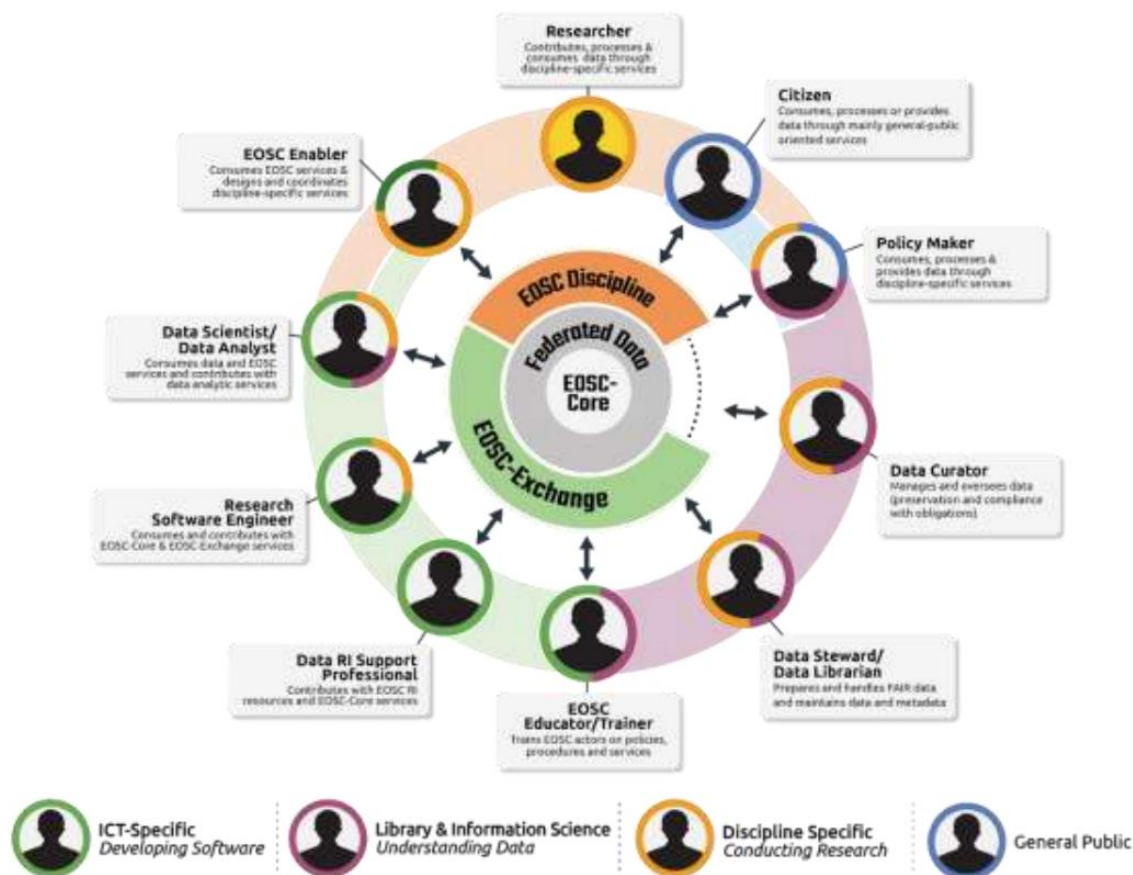 Researcher
Contributes, processes &
consumes data through
discipline-specific services
Citizen
Consumes, processes or provides
data through mainly general-public
oriented services
EOSC Enabler
Consumes EOSC services &
designs and coordinates
discipline-specific services
Policy Maker
Consumes, processes &
provides data through
discipline-specific services
EOSC Discipline
Federated Data
EOSC-
Core
EOSC-Exchange
Data Scientist/
Data Analyst
Consumes data and EOSC
services and contributes with
data analytic services
Data Curator
Manages and oversees data
(preservation and compliance
with obligations)
Research
Software Engineer
Consumes and contributes with
EOSC-Core & EOSC-Exchange services
Data RI Support
Professional
Contributes with EOSC RI
resources and EOSC-Core services
Data Steward/
Data Librarian
Prepares and handles FAIR data
and maintains data and metadata
EOSC
Educator/Trainer
Trains EOSC actors on policies,
procedures and services
ICT-Specific
Developing Software
Library & Information Science
Understanding Data
Discipline Specific
Conducting Research
General Public